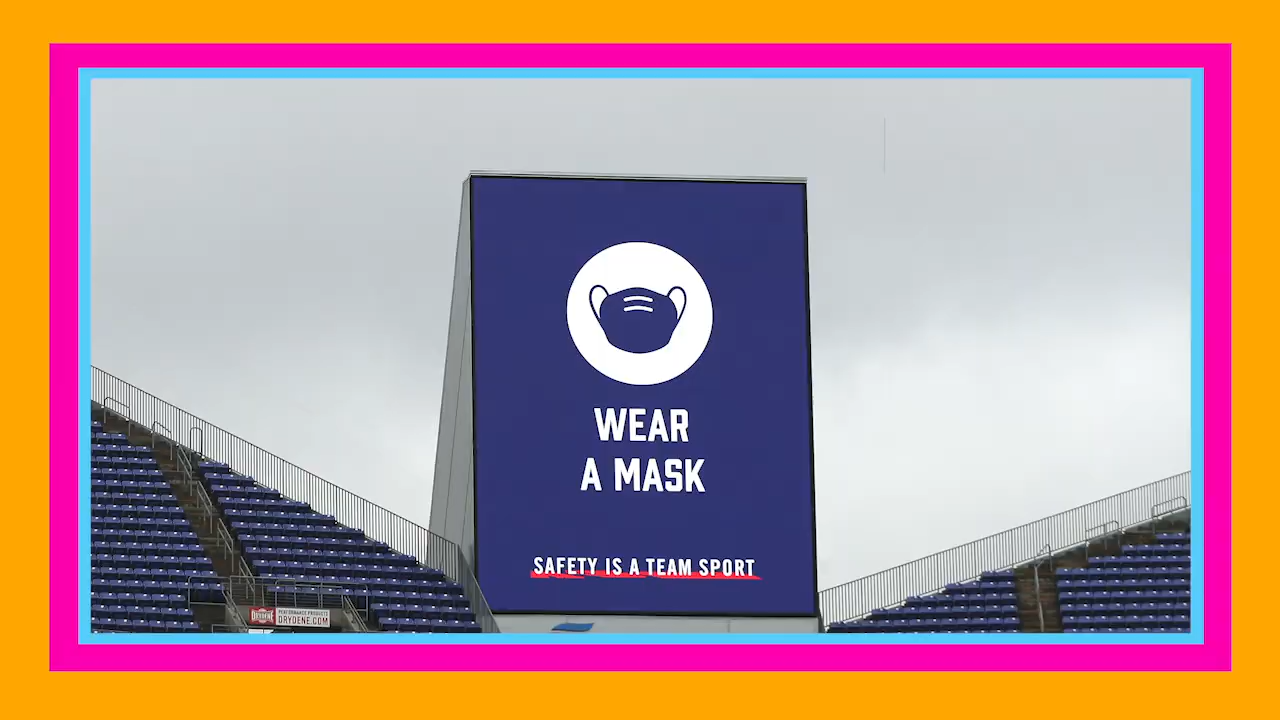 WEAR
A MASK
SAFETY IS A TEAM SPORT
DRYDENE
PERFORMANCE PRODUCTS
DRYDENE.COM